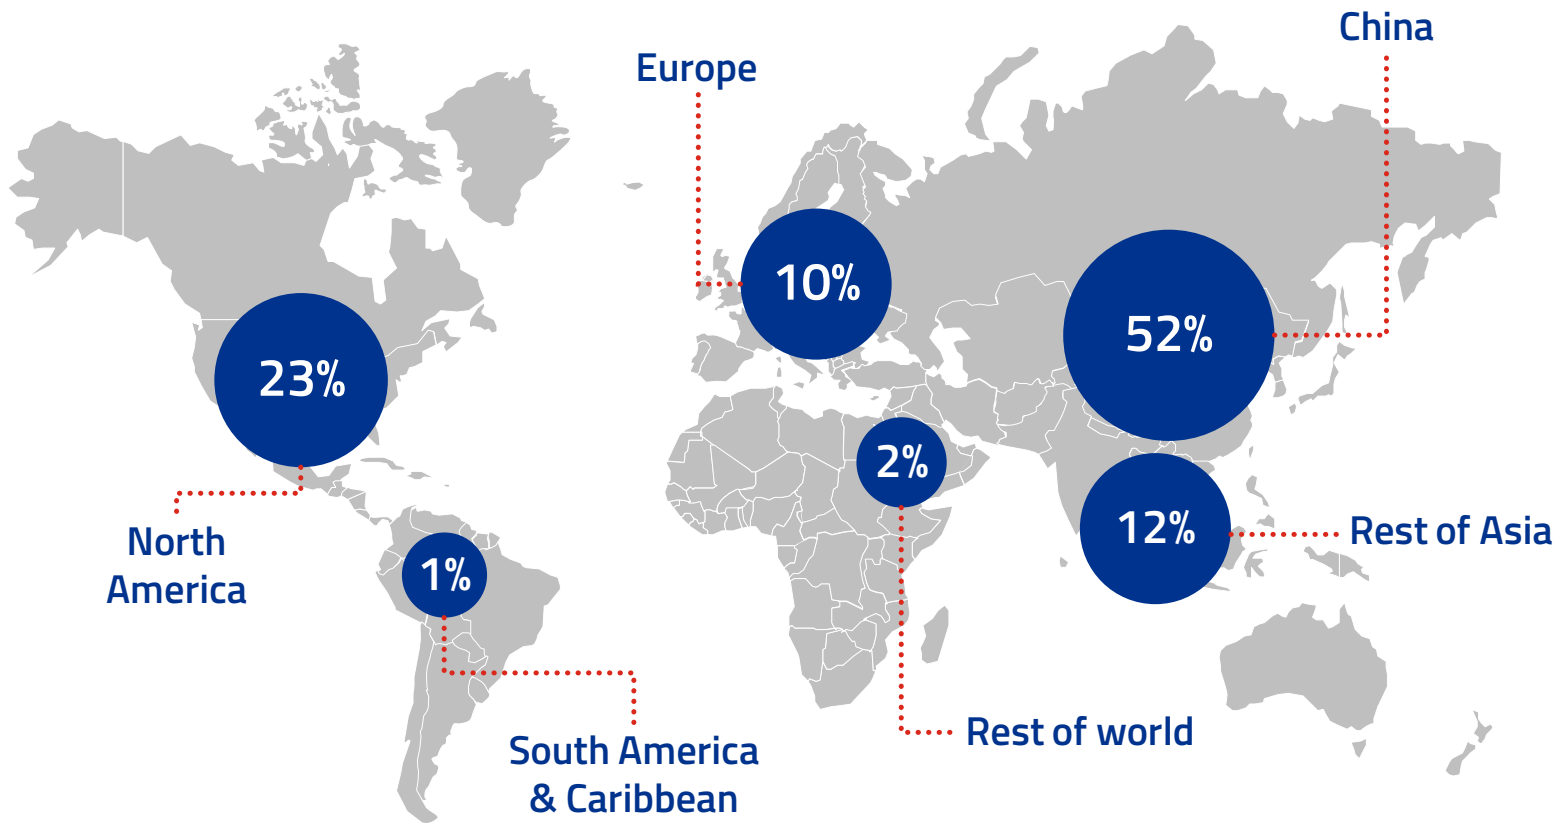 China
Europe
10%
52%
23%
2%
12%
Rest of Asia
North
America
1%
Rest of world
South America
& Caribbean